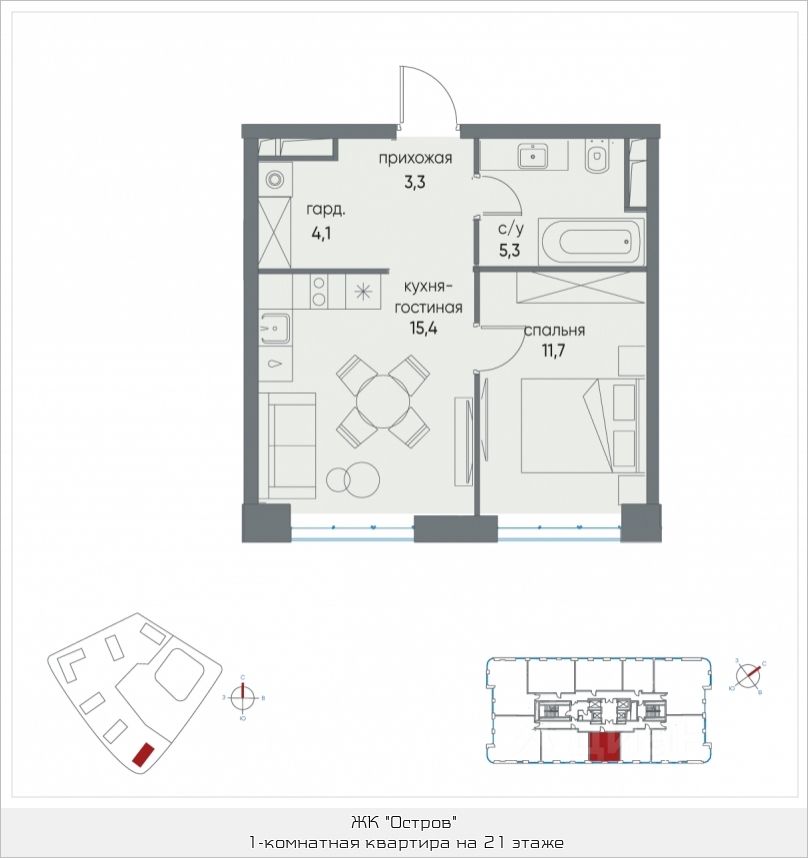 прихожая
3,3
гард.
4,1
с/у
5,3
кухня-
гостиная
15,4
спальня
11,7
С
З
В
Ю
З
С
Ю
В
ЖК "Остров"
1-комнатная квартира на 21 этаже